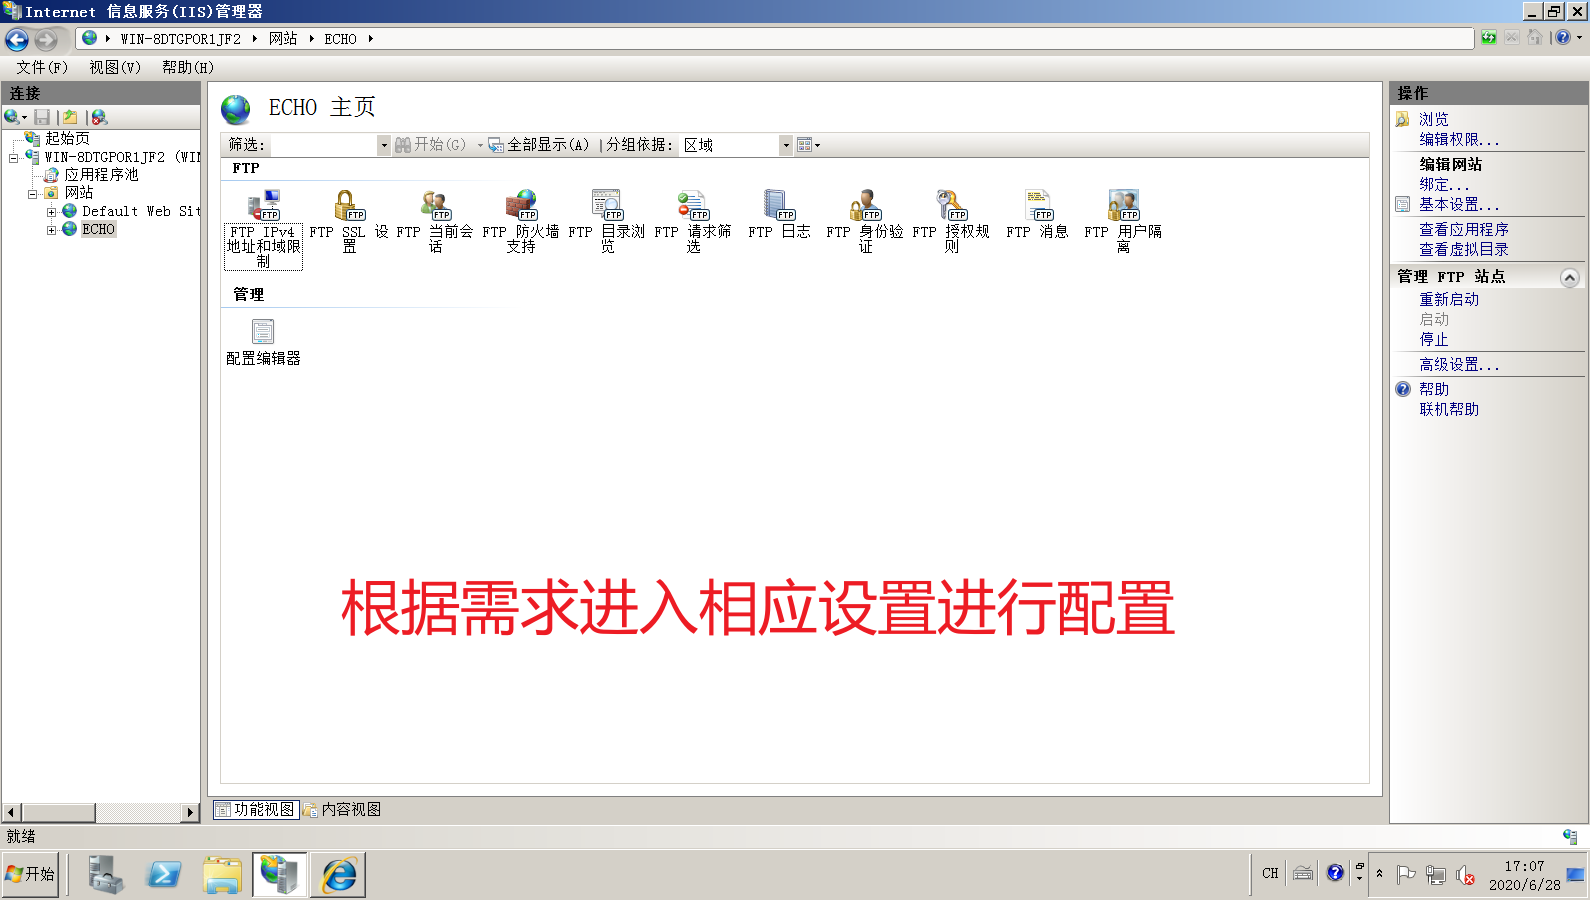 Internet 信息服务(IIS)管理器
WIN-8DTGPOR1JF2
网站
ECHO
文件(F)
视图(V)
帮助(H)
连接
起始页
WIN-8DTGPOR1JF2 (WIN
应用程序池
网站
Default Web Sit
ECHO
ECHO 主页
筛选:
开始(G)
全部显示(A)
分组依据:
区域
FTP
FTP IPv4
地址和域限
制
FTP SSL 设
置
FTP 当前会
话
FTP 防火墙
支持
FTP 目录浏
览
FTP 请求筛
选
FTP 日志
FTP 身份验
证
FTP 授权规
则
FTP 消息
FTP 用户隔
离
管理
配置编辑器
根据需求进入相应设置进行配置
功能视图
内容视图
操作
浏览
编辑权限...
编辑网站
绑定...
基本设置...
查看应用程序
查看虚拟目录
管理 FTP 站点
重新启动
启动
停止
高级设置...
帮助
联机帮助
就绪
开始
CH
17:07
2020/6/28